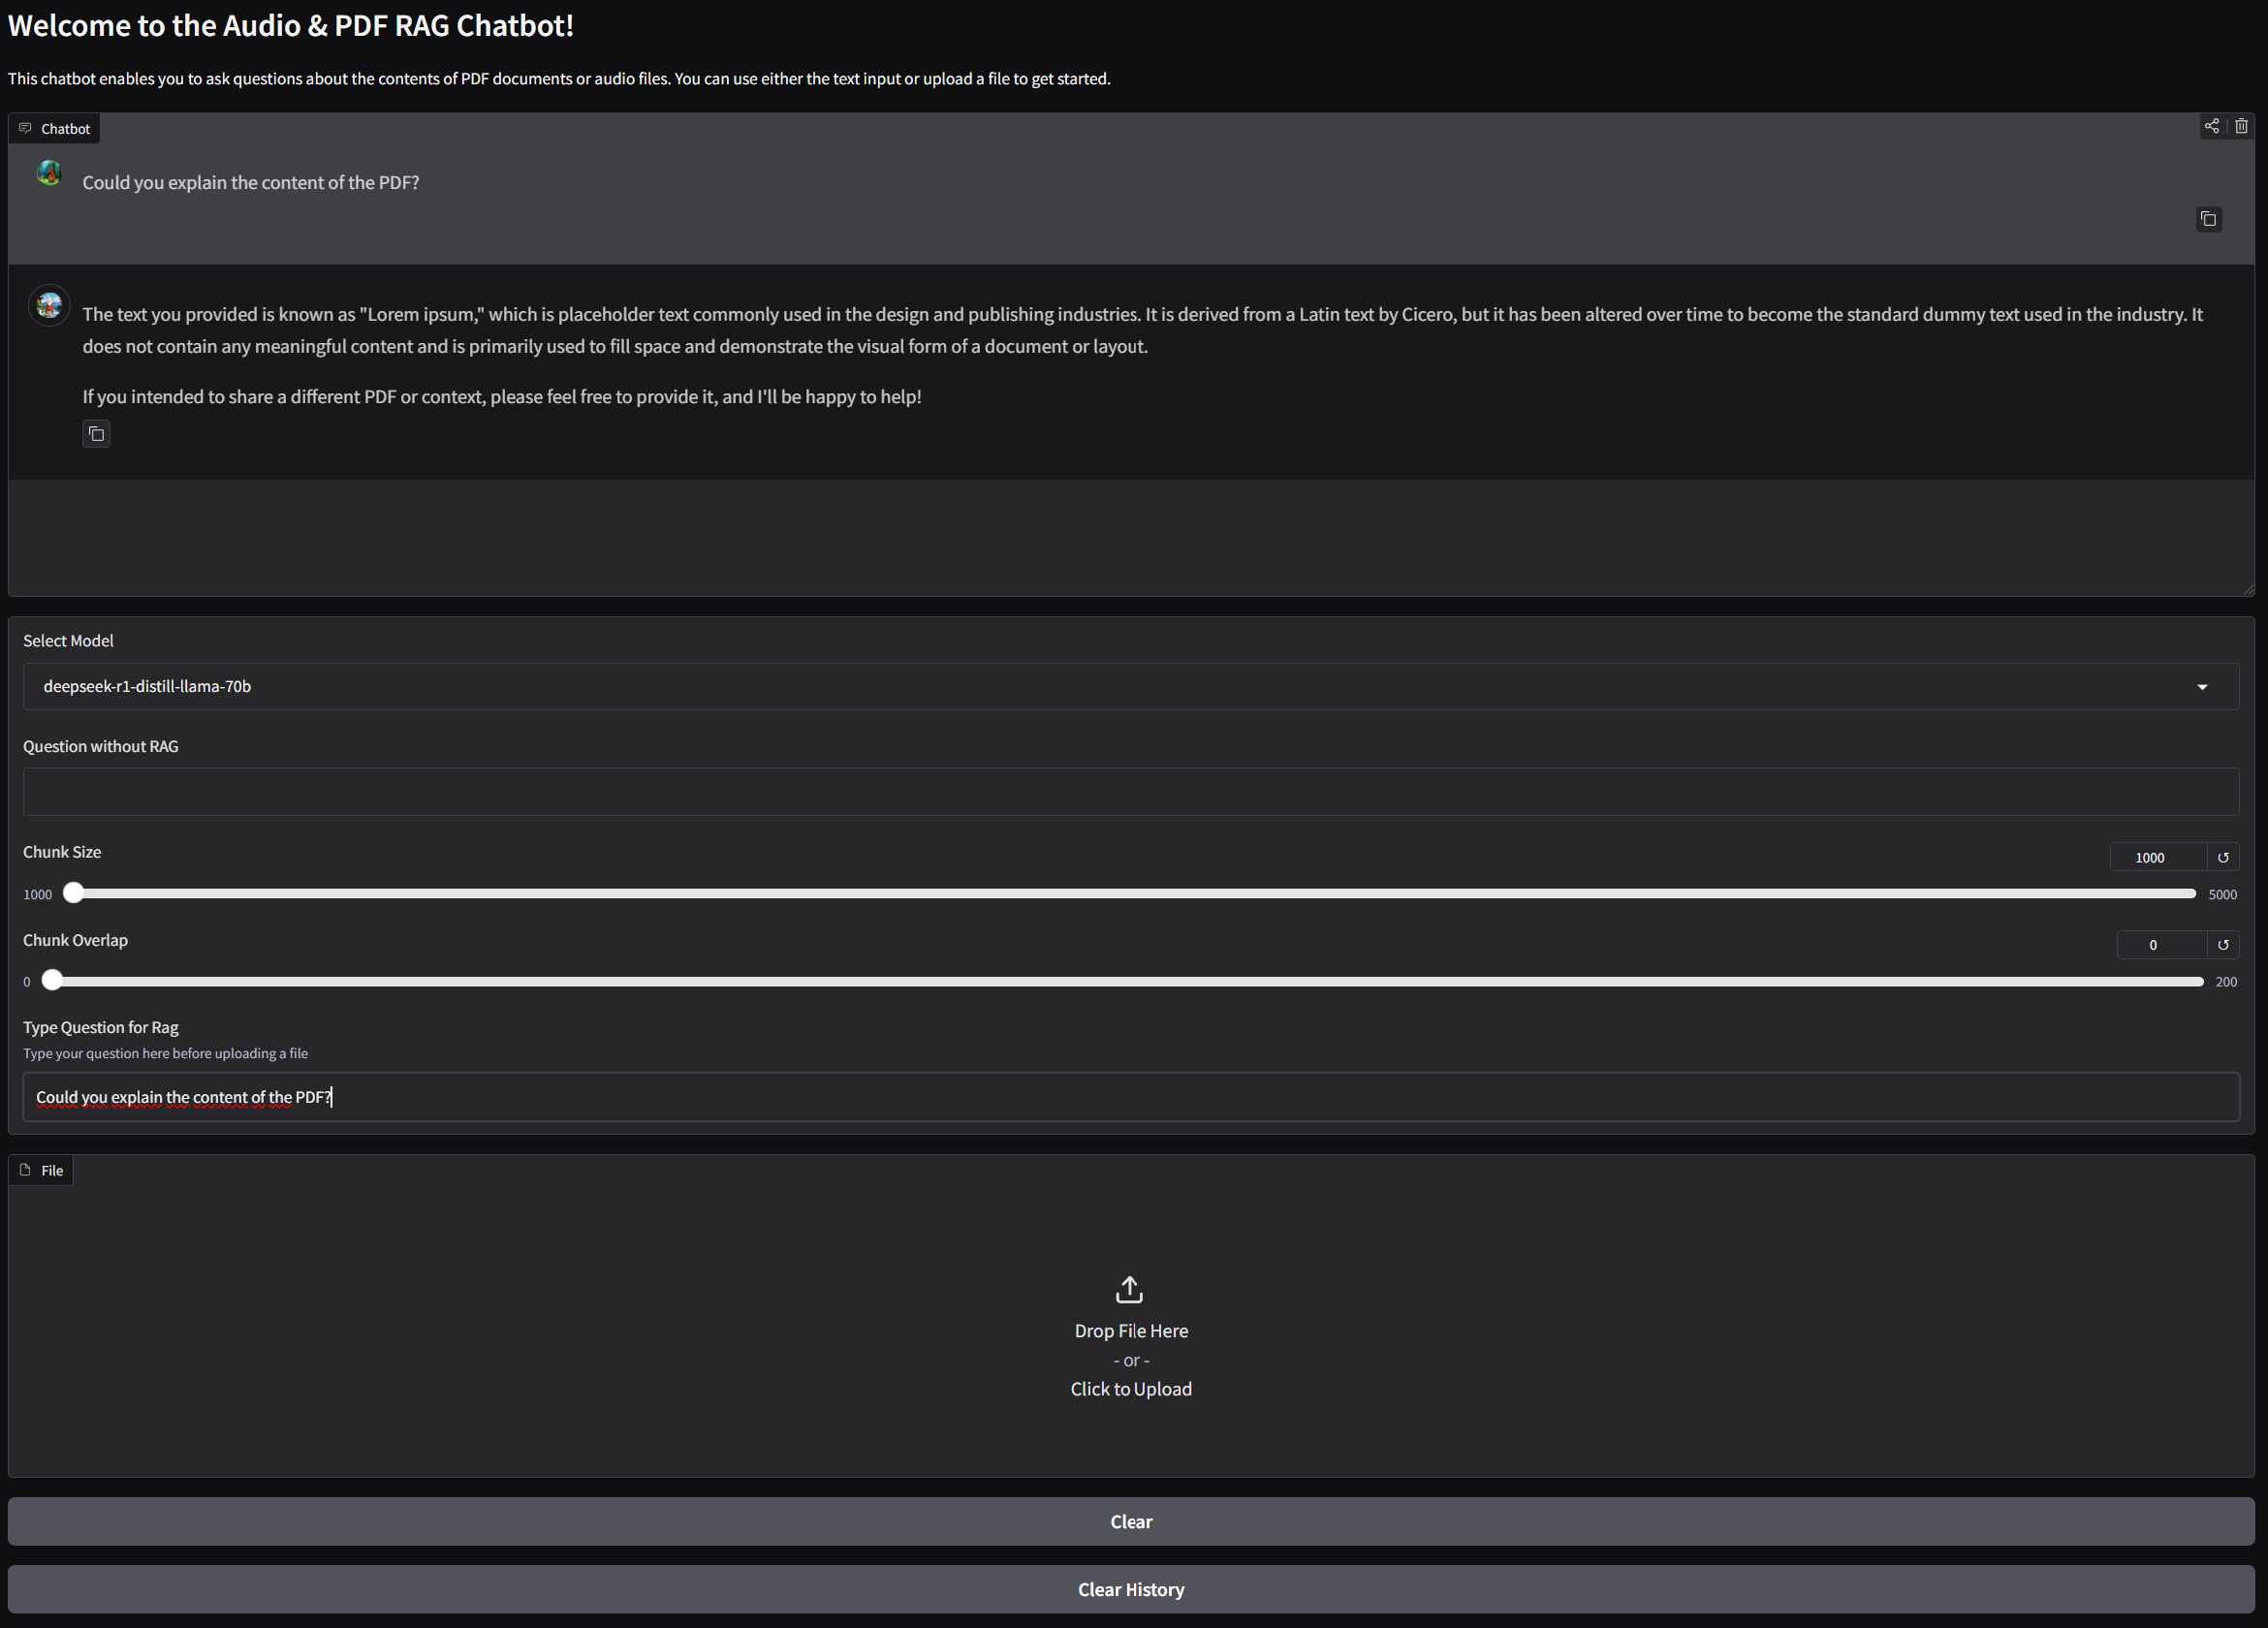 Welcome to the Audio & PDF RAG Chatbot!
This chatbot enables you to ask questions about the contents of PDF documents or audio files. You can use either the text input or upload a file to get started.
Chatbot
Could you explain the content of the PDF?
The text you provided is known as "Lorem ipsum," which is placeholder text commonly used in the design and publishing industries. It is derived from a Latin text by Cicero, but it has been altered over time to become the standard dummy text used in the industry. It
does not contain any meaningful content and is primarily used to fill space and demonstrate the visual form of a document or layout.
If you intended to share a different PDF or context, please feel free to provide it, and I'll be happy to help!
Select Model
deepseek-r1-distill-llama-70b
Question without RAG
Chunk Size
1000
1000
5000
Chunk Overlap
0
0
200
Type Question for Rag
Type your question here before uploading a file
Could you explain the content of the PDF?
File
Drop File Here
- or -
Click to Upload
Clear
Clear History